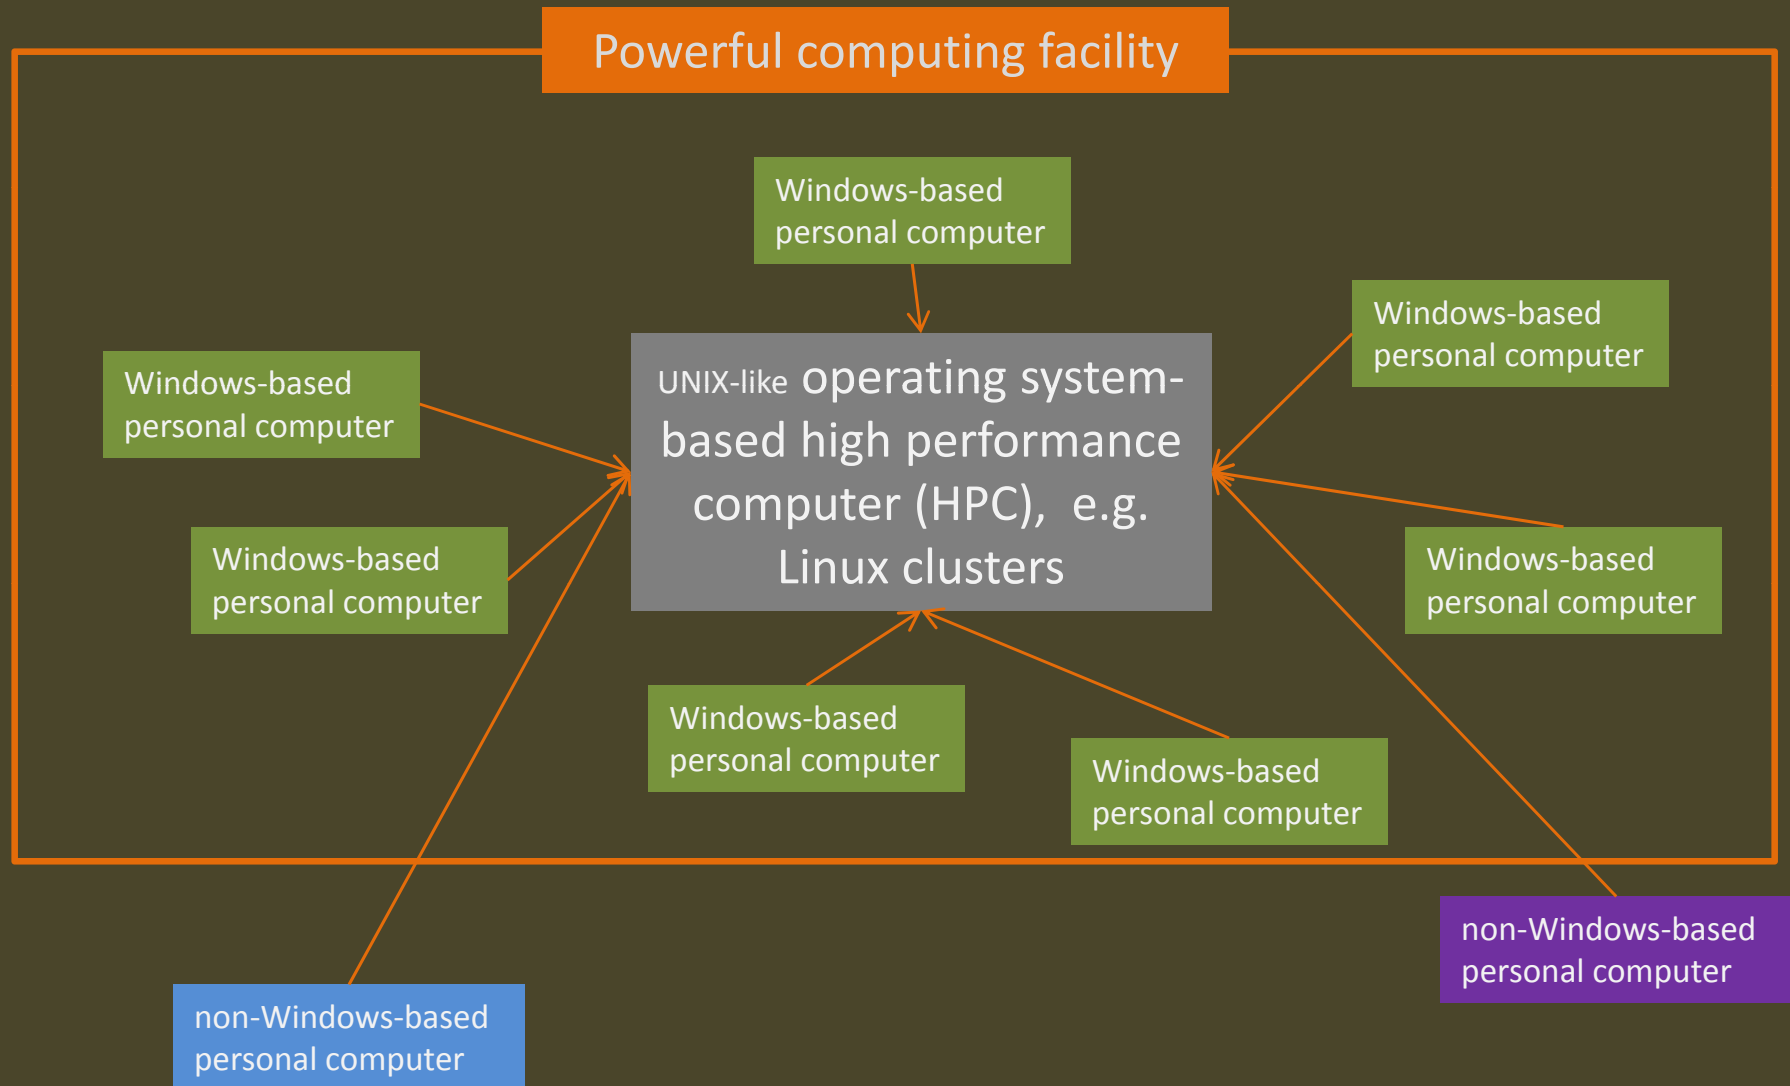 Powerful computing facility
Windows-based
personal computer
Windows-based
personal computer
Windows-based
personal computer
UNIX-like operating system-
based high performance
computer (HPC),  e.g.
Linux clusters
Windows-based
personal computer
Windows-based
personal computer
Windows-based
personal computer
Windows-based
personal computer
non-Windows-based
personal computer
non-Windows-based
personal computer